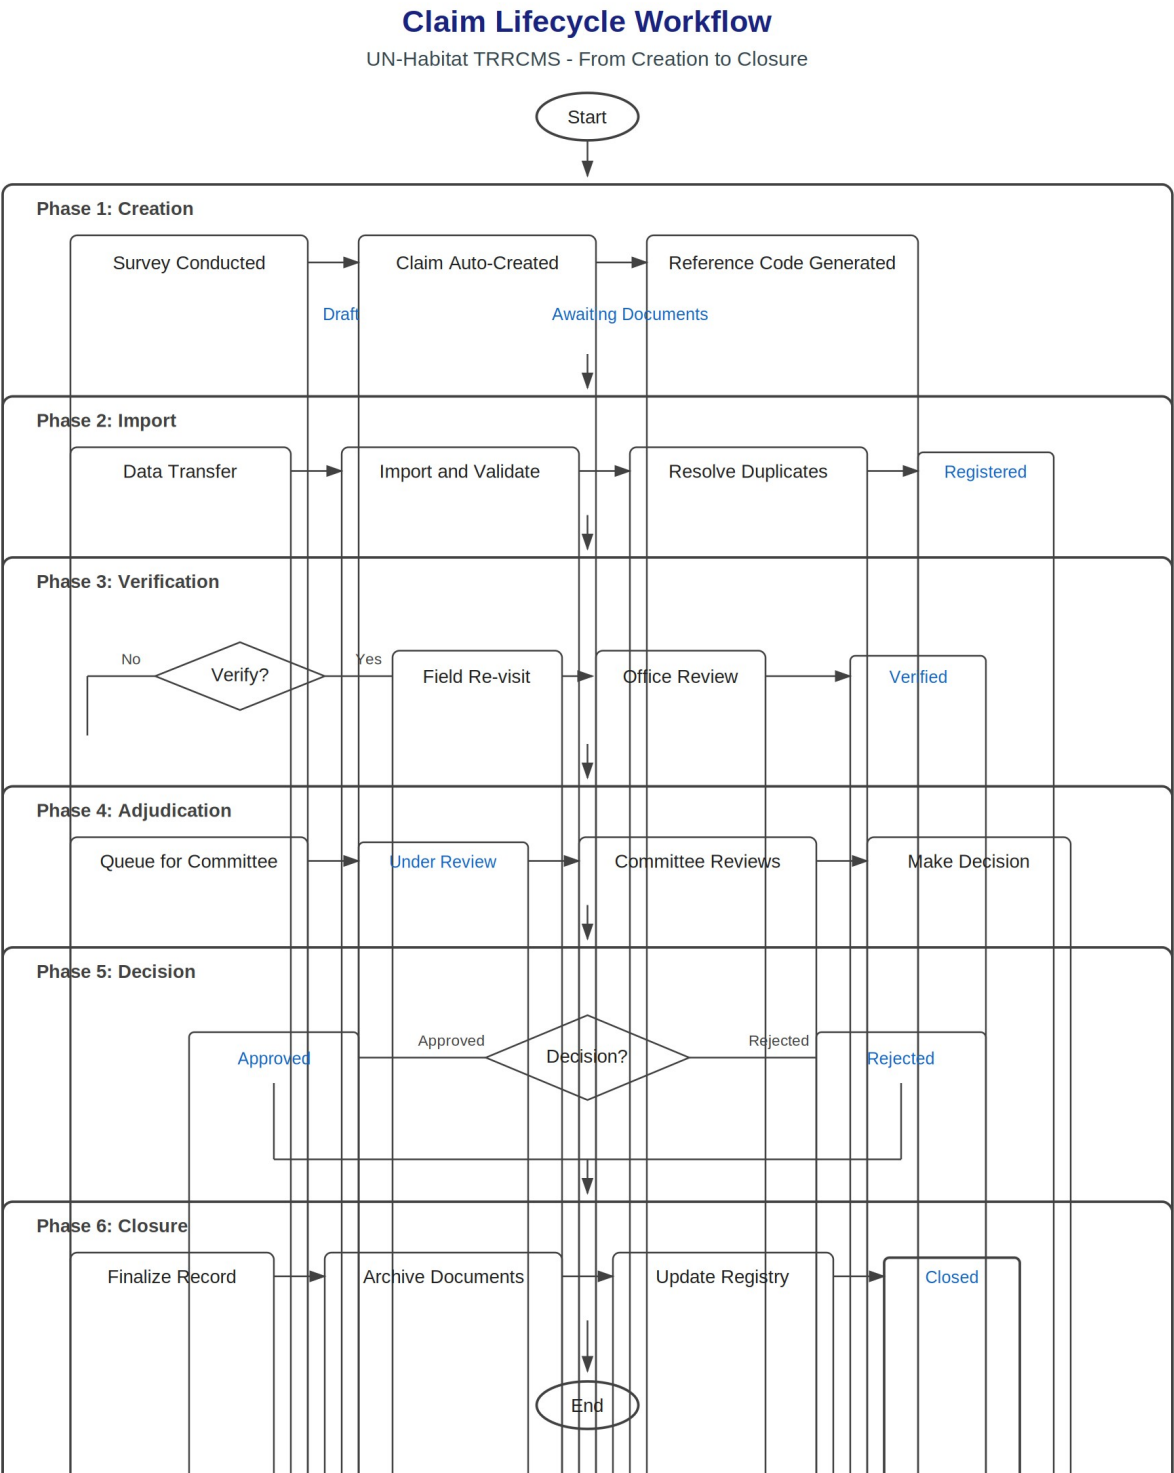 Claim Lifecycle Workflow
UN-Habitat TRRCMS - From Creation to Closure
Start
Phase 1: Creation
Survey Conducted
Claim Auto-Created
Reference Code Generated
Draft
Awaiting Documents
Phase 2: Import
Data Transfer
Import and Validate
Resolve Duplicates
Registered
Phase 3: Verification
No
Verify?
Yes
Field Re-visit
Office Review
Verified
Phase 4: Adjudication
Queue for Committee
Under Review
Committee Reviews
Make Decision
Phase 5: Decision
Approved
Approved
Decision?
Rejected
Rejected
Phase 6: Closure
Finalize Record
Archive Documents
Update Registry
Closed
End